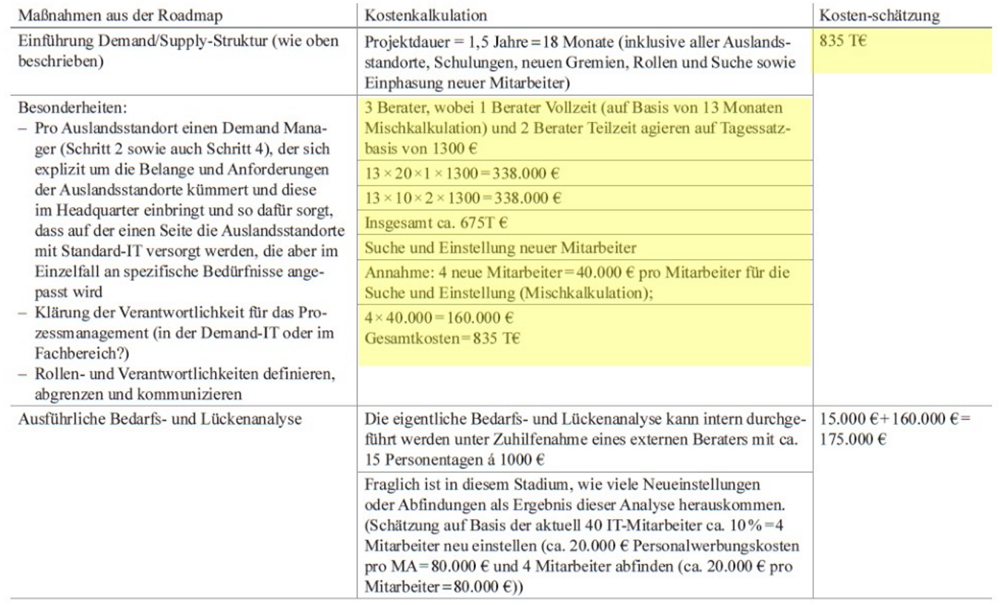 Maßnahmen aus der Roadmap
Kostenkalkulation
Kosten-schätzung
Einführung Demand/Supply-Struktur (wie oben
beschrieben)
Projektdauer = 1,5 Jahre = 18 Monate (inklusive aller Auslands-
standorte, Schulungen, neuen Gremien, Rollen und Suche sowie
Einphasung neuer Mitarbeiter)
835 T€
Besonderheiten:
– Pro Auslandsstandort einen Demand Mana-
ger (Schritt 2 sowie auch Schritt 4), der sich
explizit um die Belange und Anforderungen
der Auslandsstandorte kümmert und diese
im Headquarter einbringt und so dafür sorgt,
dass auf der einen Seite die Auslandsstandorte
mit Standard-IT versorgt werden, die aber im
Einzelfall an spezifische Bedürfnisse ange-
passt wird
– Klärung der Verantwortlichkeit für das Pro-
zessmanagement (in der Demand-IT oder im
Fachbereich?)
– Rollen- und Verantwortlichkeiten definieren,
abgrenzen und kommunizieren
3 Berater, wobei 1 Berater Vollzeit (auf Basis von 13 Monaten
Mischkalkulation) und 2 Berater Teilzeit agieren auf Tagessatz-
basis von 1300 €
13 × 20 × 1 × 1300 = 338.000 €
13 × 10 × 2 × 1300 = 338.000 €
Insgesamt ca. 675T €
Suche und Einstellung neuer Mitarbeiter
Annahme: 4 neue Mitarbeiter = 40.000 € pro Mitarbeiter für die
Suche und Einstellung (Mischkalkulation);
4 × 40.000 = 160.000 €
Gesamtkosten = 835 T€
Ausführliche Bedarfs- und Lückenanalyse
Die eigentliche Bedarfs- und Lückenanalyse kann intern durchge-
führt werden unter Zuhilfenahme eines externen Beraters mit ca.
15 Personentagen á 1000 €
Fraglich ist in diesem Stadium, wie viele Neueinstellungen
oder Abfindungen als Ergebnis dieser Analyse herauskommen.
(Schätzung auf Basis der aktuell 40 IT-Mitarbeiter ca. 10 % = 4
Mitarbeiter neu einstellen (ca. 20.000 € Personalwerbungskosten
pro MA = 80.000 € und 4 Mitarbeiter abfinden (ca. 20.000 € pro
Mitarbeiter = 80.000 €))
15.000 € + 160.000 € =
175.000 €